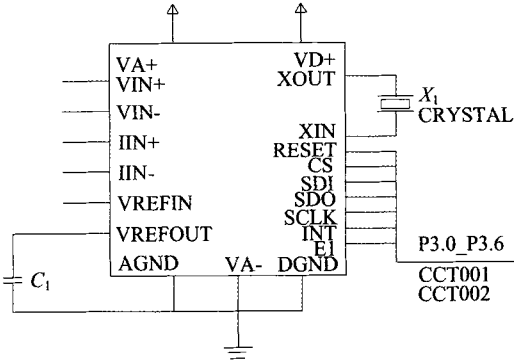 VA+
VIN+
VIN-
IIN+
IIN-
VREFIN
VREFOUT
AGND
VA-
DGND
VD+
XOUT
XIN
RESET
CS
SDI
SDO
SCLK
INT
E1
X1
CRYSTAL
P3.0_P3.6
CCT001
CCT002
C1